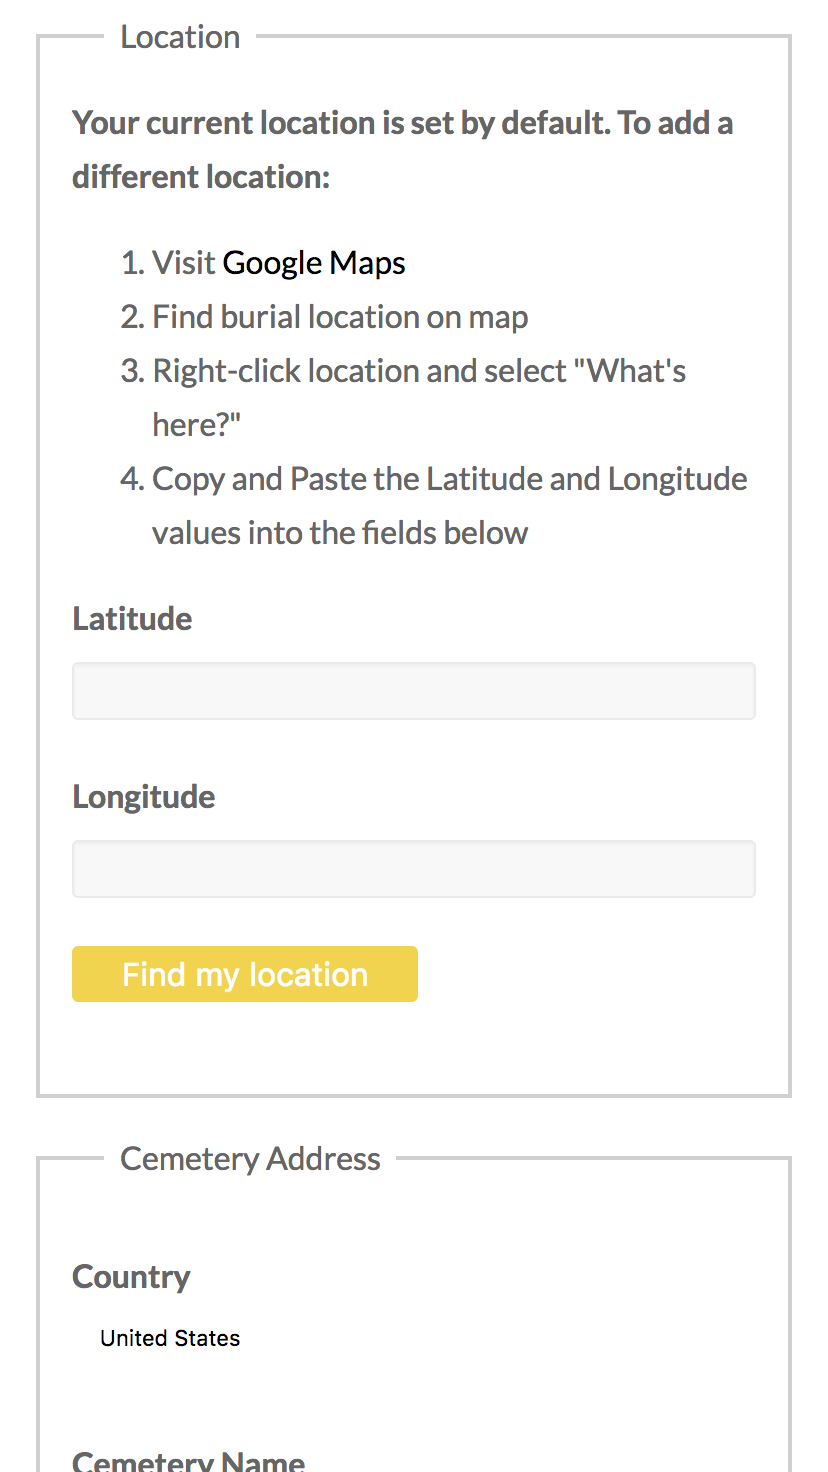 Location
Your current location is set by default. To add a
different location:
1. Visit Google Maps
2. Find burial location on map
3. Right-click location and select "What's
here?"
4. Copy and Paste the Latitude and Longitude
values into the fields below
Latitude
Longitude
Find my location
Cemetery Address
Country
United States
Cemetery Name